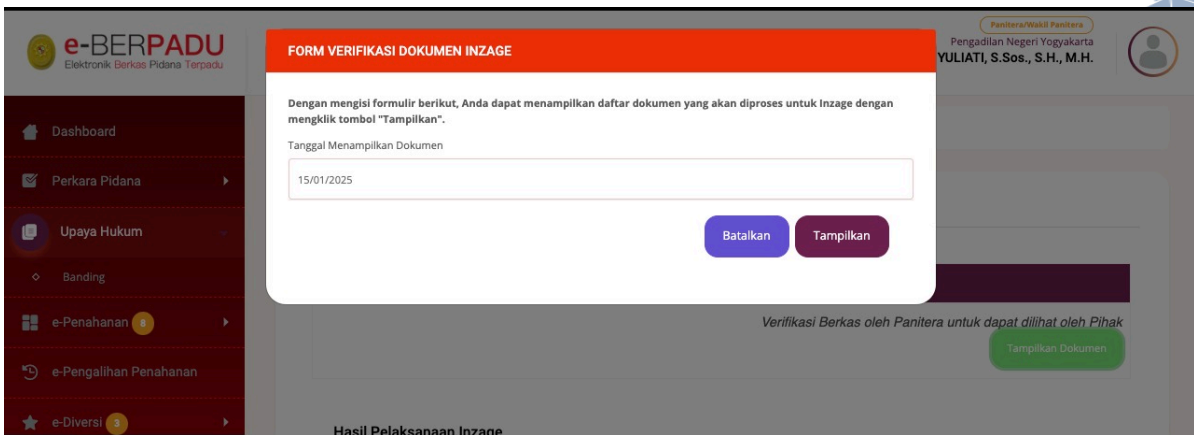 e-BERPADU
Elektronik Berkas Pidana Terpadu
Panitera/Wakil Panitera
Pengadilan Negeri Yogyakarta
YULIATI, S.Sos., S.H., M.H.
FORM VERIFIKASI DOKUMEN INZAGE
Dengan mengisi formulir berikut, Anda dapat menampilkan daftar dokumen yang akan diproses untuk Inzage dengan
mengklik tombol "Tampilkan".
Tanggal Menampilkan Dokumen
15/01/2025
Batalkan
Tampilkan
Dashboard
Perkara Pidana
Upaya Hukum
Banding
e-Penahanan 8
e-Pengalihan Penahanan
e-Diversi 3
Verifikasi Berkas oleh Panitera untuk dapat dilihat oleh Pihak
Tampilkan Dokumen
Hasil Pelaksanaan Inzage